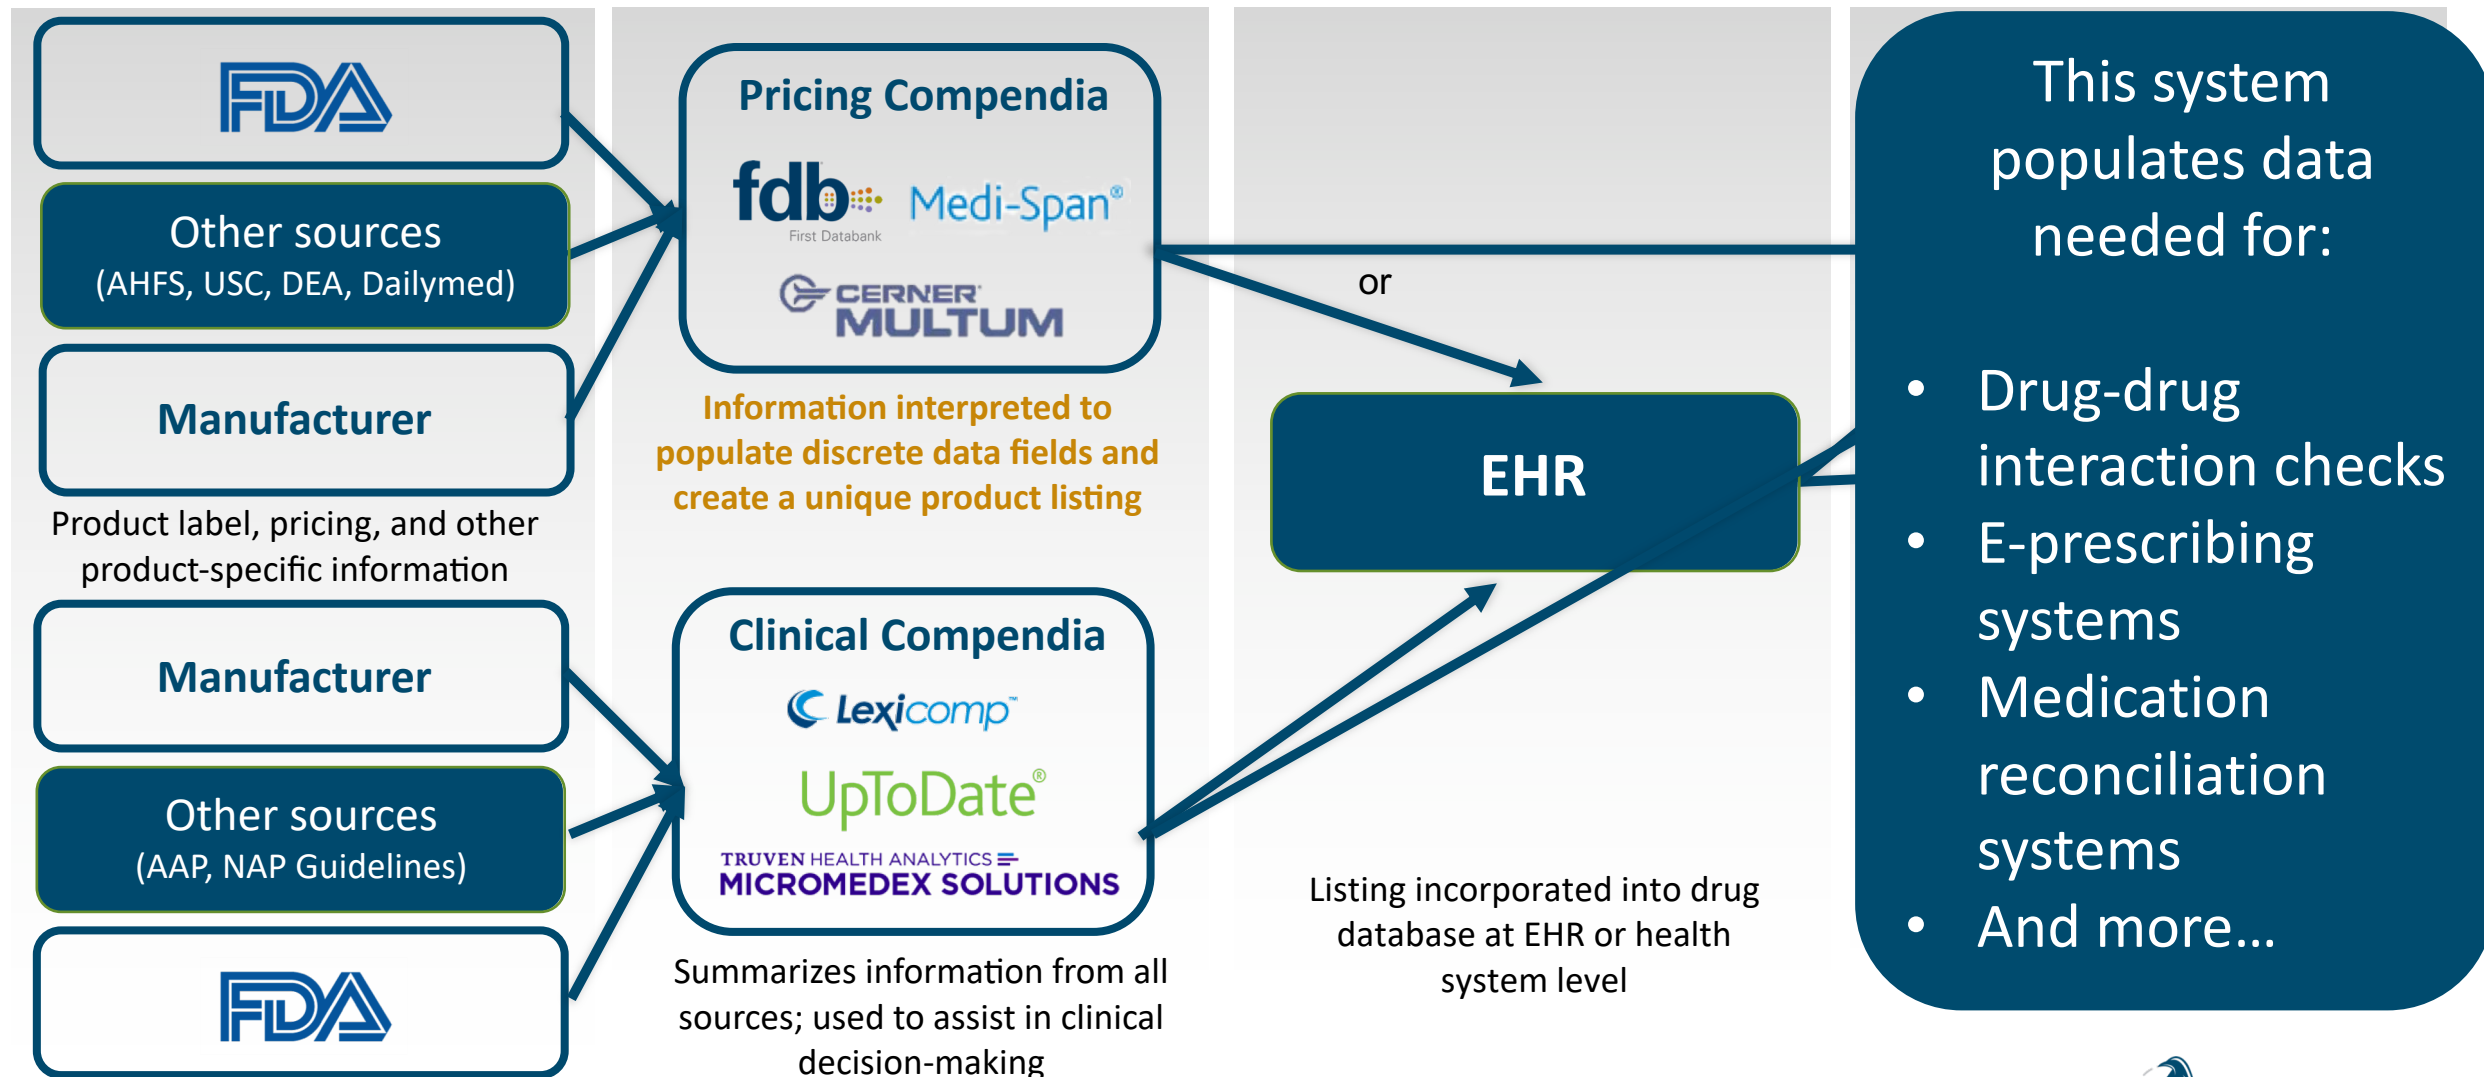 FDA
Other sources
(AHFS, USC, DEA, Dailymed)
Manufacturer
Product label, pricing, and other
product-specific information
Manufacturer
Other sources
(AAP, NAP Guidelines)
FDA
Pricing Compendia
fdb
First Databank
Medi-Span®
CERNER
MULTUM
Information interpreted to
populate discrete data fields and
create a unique product listing
Clinical Compendia
Lexicomp™
UpToDate®
TRUVEN HEALTH ANALYTICS
MICROMEDEX SOLUTIONS
Summarizes information from all
sources; used to assist in clinical
decision-making
or
EHR
Listing incorporated into drug
database at EHR or health
system level
This system
populates data
needed for:
• Drug-drug
interaction checks
• E-prescribing
systems
• Medication
reconciliation
systems
• And more…